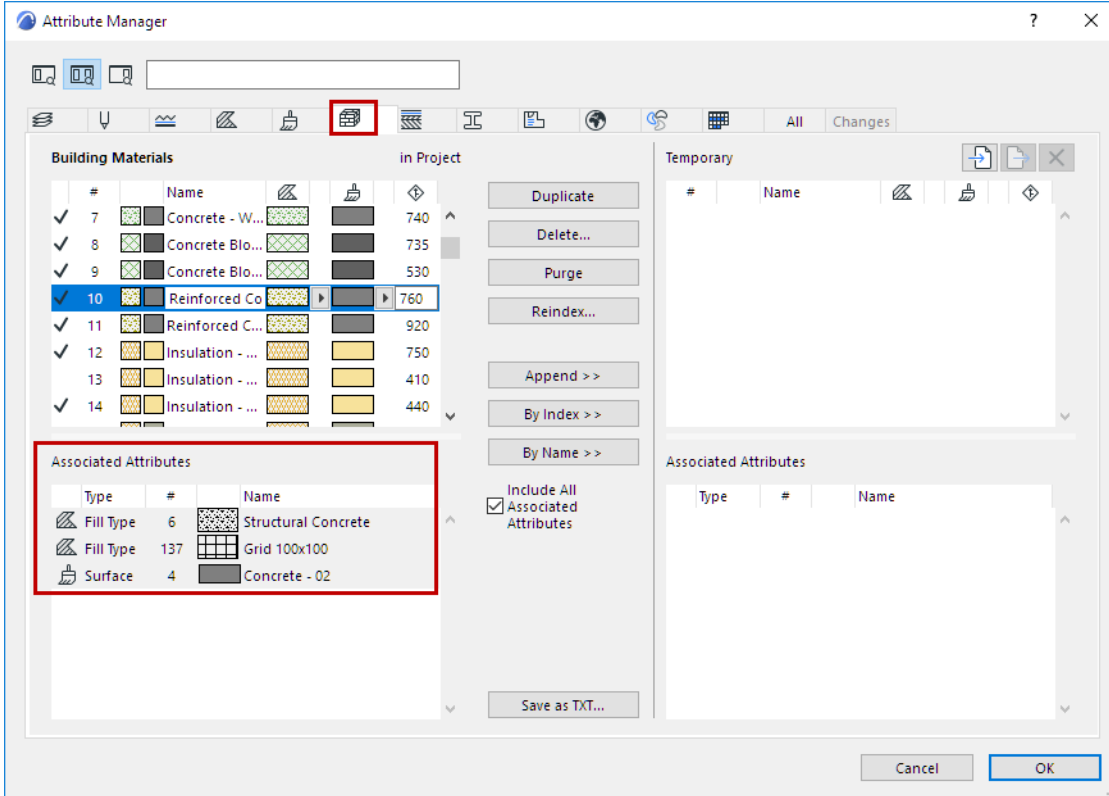 Attribute Manager
?
All
Changes
Building Materials in Project
# Name
7 Concrete - W... 740
8 Concrete Blo... 735
9 Concrete Blo... 530
10 Reinforced Co 760
11 Reinforced C... 920
12 Insulation - ... 750
13 Insulation - ... 410
14 Insulation - ... 440
Associated Attributes
Type # Name
Fill Type 6 Structural Concrete
Fill Type 137 Grid 100x100
Surface 4 Concrete - 02
Duplicate
Delete...
Purge
Reindex...
Append >>
By Index >>
By Name >>
Include All
Associated
Attributes
Save as TXT...
Temporary
# Name
Associated Attributes
Type # Name
Cancel
OK